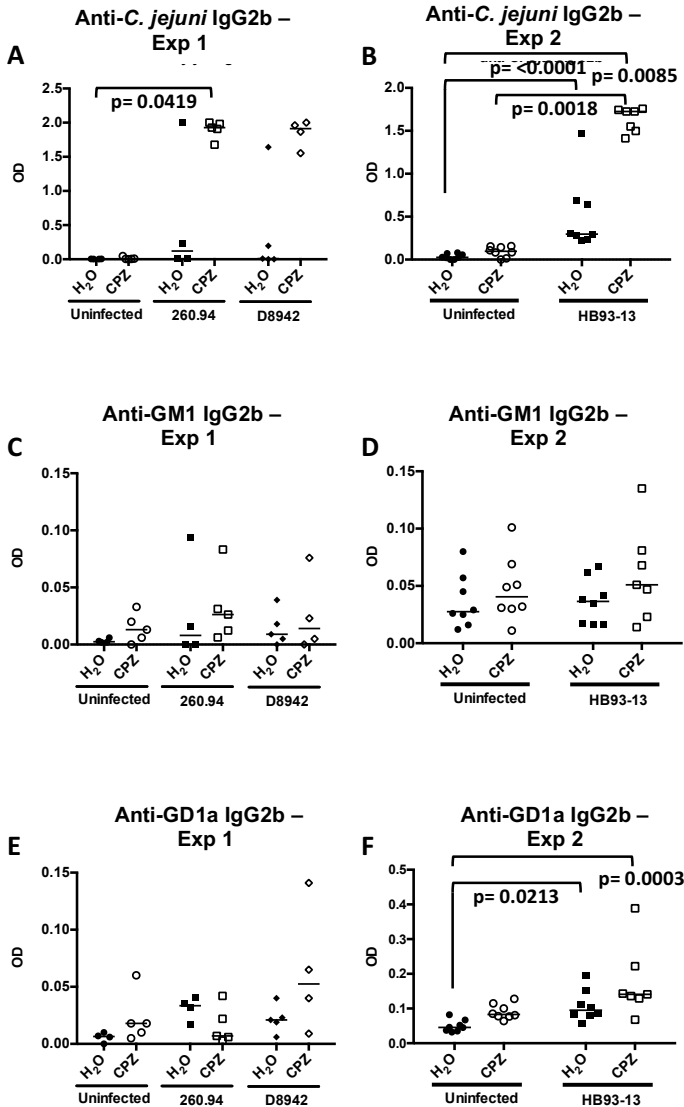 Anti-C. jejuni IgG2b –
Exp 1
A
p= 0.0419
OD
2.5
2.0
1.5
1.0
0.5
0.0
H2O CPZ H2O CPZ H2O CPZ
Uninfected 260.94 D8942
Anti-C. jejuni IgG2b –
Exp 2
B
p= <0.0001
p= 0.0085
p= 0.0018
OD
2.0
1.5
1.0
0.5
0.0
H2O CPZ H2O CPZ
Uninfected HB93-13
Anti-GM1 IgG2b –
Exp 1
C
OD
0.15
0.10
0.05
0.00
H2O CPZ H2O CPZ H2O CPZ
Uninfected 260.94 D8942
Anti-GM1 IgG2b –
Exp 2
D
OD
0.15
0.10
0.05
0.00
H2O CPZ H2O CPZ
Uninfected HB93-13
Anti-GD1a IgG2b –
Exp 1
E
OD
0.15
0.10
0.05
0.00
H2O CPZ H2O CPZ H2O CPZ
Uninfected 260.94 D8942
Anti-GD1a IgG2b –
Exp 2
F
p= 0.0003
p= 0.0213
OD
0.5
0.4
0.3
0.2
0.1
0.0
H2O CPZ H2O CPZ
Uninfected HB93-13